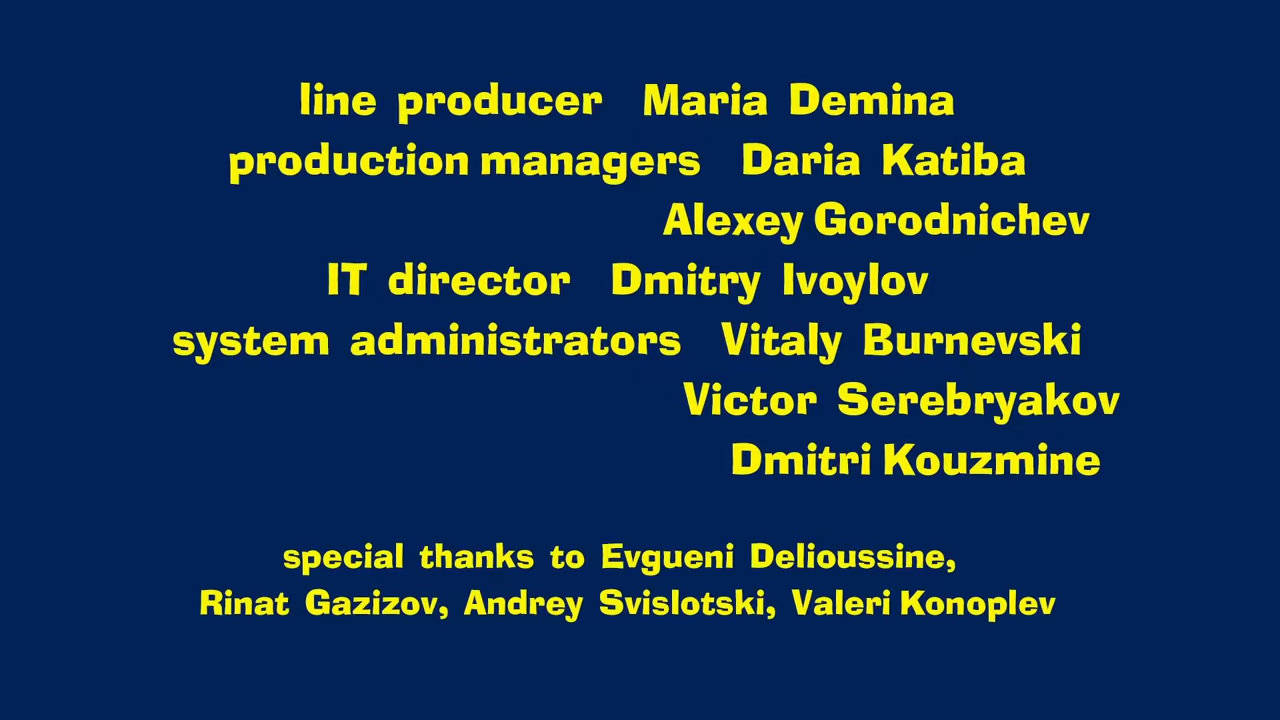 line producer Maria Demina
production managers Daria Katiba
Alexey Gorodnichev
IT director Dmitry Ivoylov
system administrators Vitaly Burnevski
Victor Serebryakov
Dmitri Kouzmine
special thanks to Evgueni Delioussine,
Rinat Gazizov, Andrey Svislotski, Valeri Konoplev